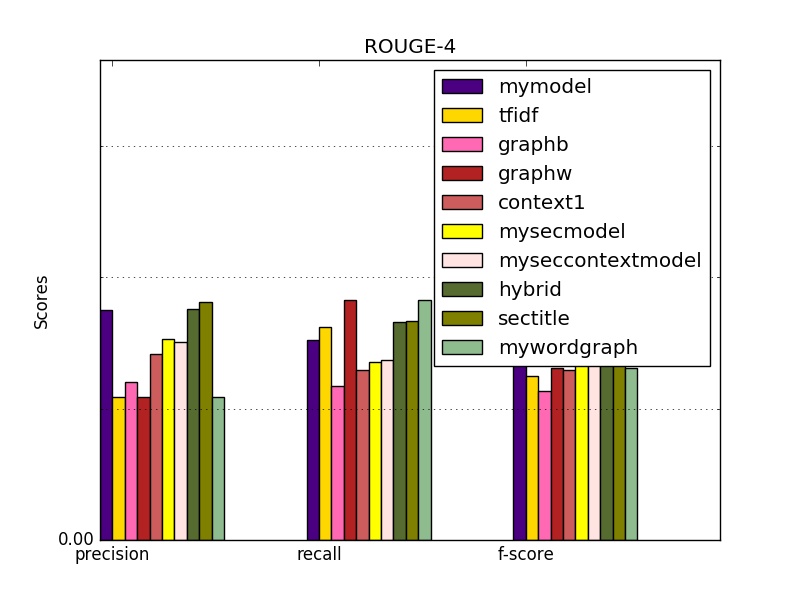 ROUGE-4
mymodel
tfidf
graphb
graphw
context1
mysecmodel
myseccontextmodel
hybrid
sectitle
mywordgraph
Scores
0.00
precision
recall
f-score